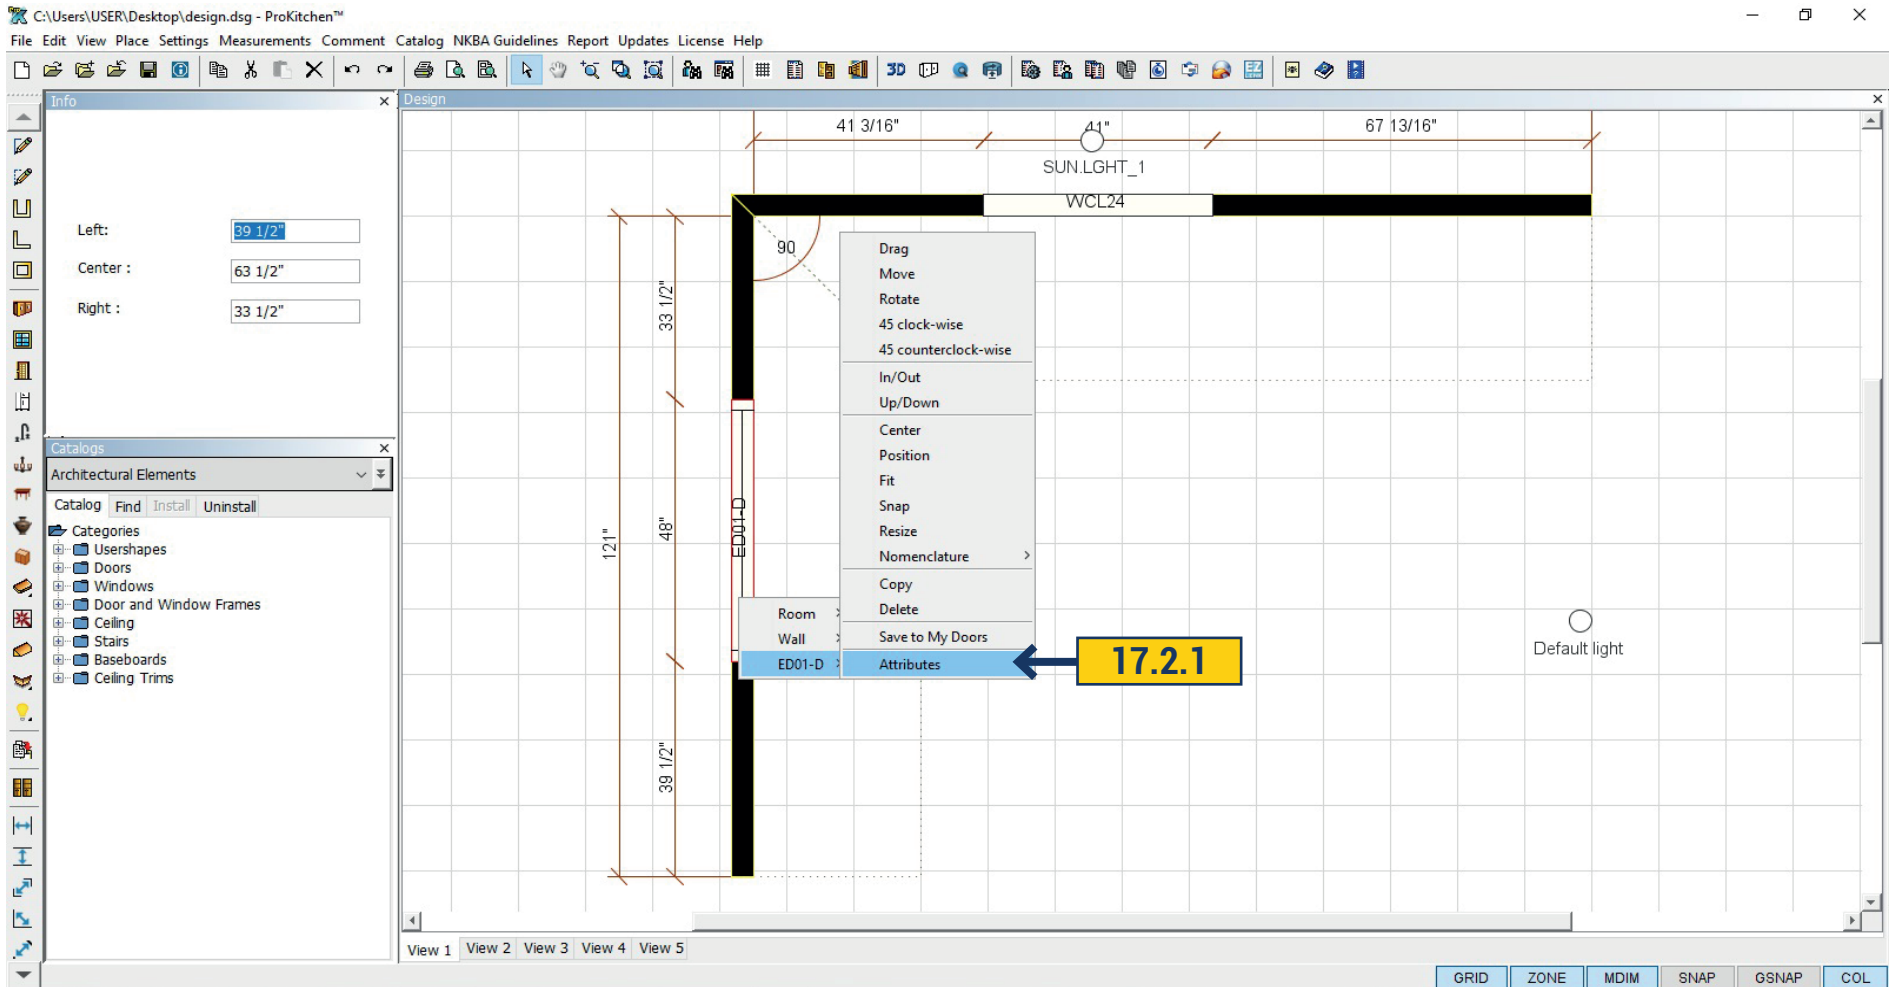 C:\Users\USER\Desktop\design.dsg - ProKitchen™
File Edit View Place Settings Measurements Comment Catalog NKBA Guidelines Report Updates License Help
3D
EZ
Info
Left:
39 1/2"
Center :
63 1/2"
Right :
33 1/2"
Catalogs
Architectural Elements
Catalog Find Install Uninstall
Categories
Usershapes
Doors
Windows
Door and Window Frames
Ceiling
Stairs
Baseboards
Ceiling Trims
Design
41 3/16" 41" 67 13/16"
SUN.LGHT_1
WCL24
90
33 1/2"
121"
48"
ED01-D
39 1/2"
Room
Wall
ED01-D
Drag
Move
Rotate
45 clock-wise
45 counterclock-wise
In/Out
Up/Down
Center
Position
Fit
Snap
Resize
Nomenclature
Copy
Delete
Save to My Doors
Attributes
17.2.1
Default light
View 1 View 2 View 3 View 4 View 5
GRID ZONE MDIM SNAP GSNAP COL